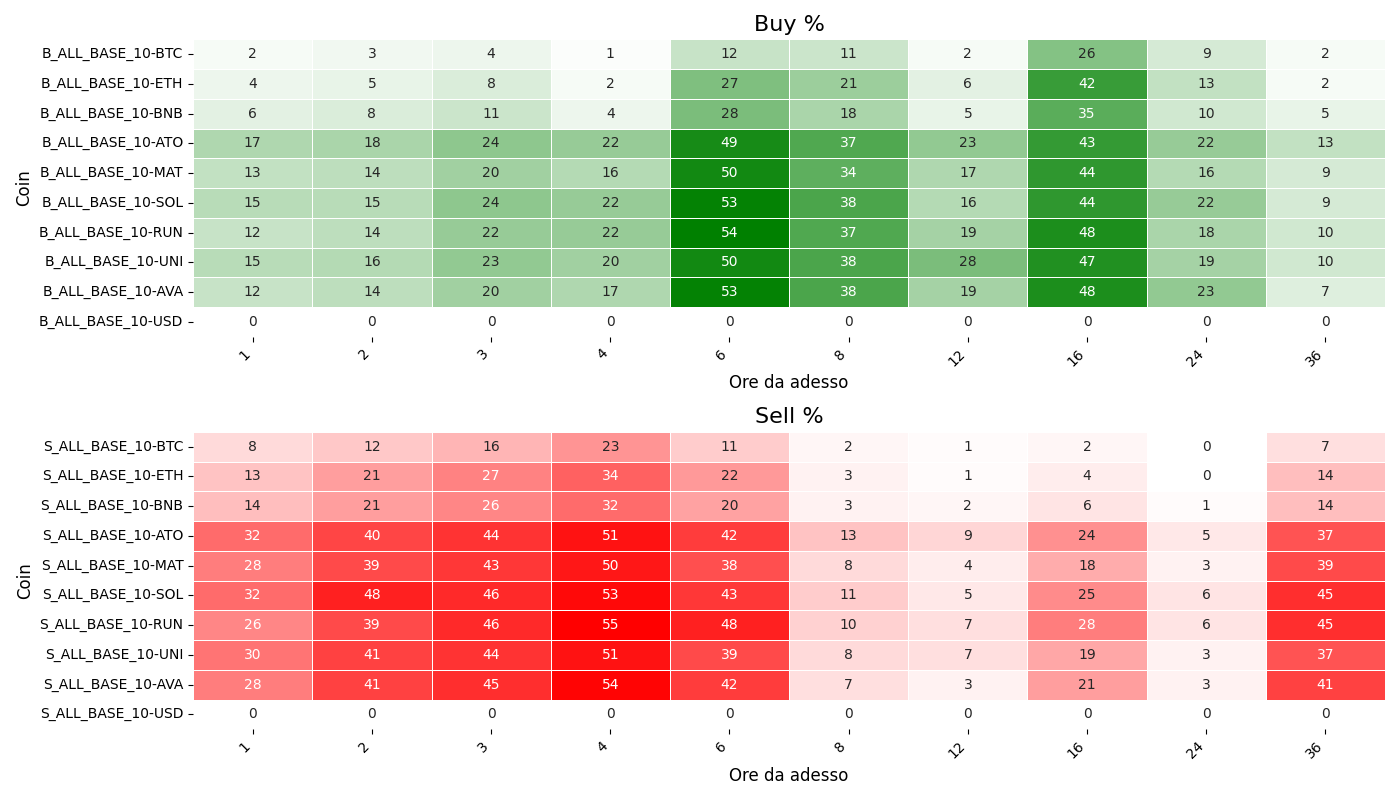 Buy %
Coin
B_ALL_BASE_10-BTC 2 3 4 1 12 11 2 26 9 2
B_ALL_BASE_10-ETH 4 5 8 2 27 21 6 42 13 2
B_ALL_BASE_10-BNB 6 8 11 4 28 18 5 35 10 5
B_ALL_BASE_10-ATO 17 18 24 22 49 37 23 43 22 13
B_ALL_BASE_10-MAT 13 14 20 16 50 34 17 44 16 9
B_ALL_BASE_10-SOL 15 15 24 22 53 38 16 44 22 9
B_ALL_BASE_10-RUN 12 14 22 22 54 37 19 48 18 10
B_ALL_BASE_10-UNI 15 16 23 20 50 38 28 47 19 10
B_ALL_BASE_10-AVA 12 14 20 17 53 38 19 48 23 7
B_ALL_BASE_10-USD 0 0 0 0 0 0 0 0 0 0
1 2 3 4 6 8 12 16 24 36
Ore da adesso
Sell %
Coin
S_ALL_BASE_10-BTC 8 12 16 23 11 2 1 2 0 7
S_ALL_BASE_10-ETH 13 21 27 34 22 3 1 4 0 14
S_ALL_BASE_10-BNB 14 21 26 32 20 3 2 6 1 14
S_ALL_BASE_10-ATO 32 40 44 51 42 13 9 24 5 37
S_ALL_BASE_10-MAT 28 39 43 50 38 8 4 18 3 39
S_ALL_BASE_10-SOL 32 48 46 53 43 11 5 25 6 45
S_ALL_BASE_10-RUN 26 39 46 55 48 10 7 28 6 45
S_ALL_BASE_10-UNI 30 41 44 51 39 8 7 19 3 37
S_ALL_BASE_10-AVA 28 41 45 54 42 7 3 21 3 41
S_ALL_BASE_10-USD 0 0 0 0 0 0 0 0 0 0
1 2 3 4 6 8 12 16 24 36
Ore da adesso